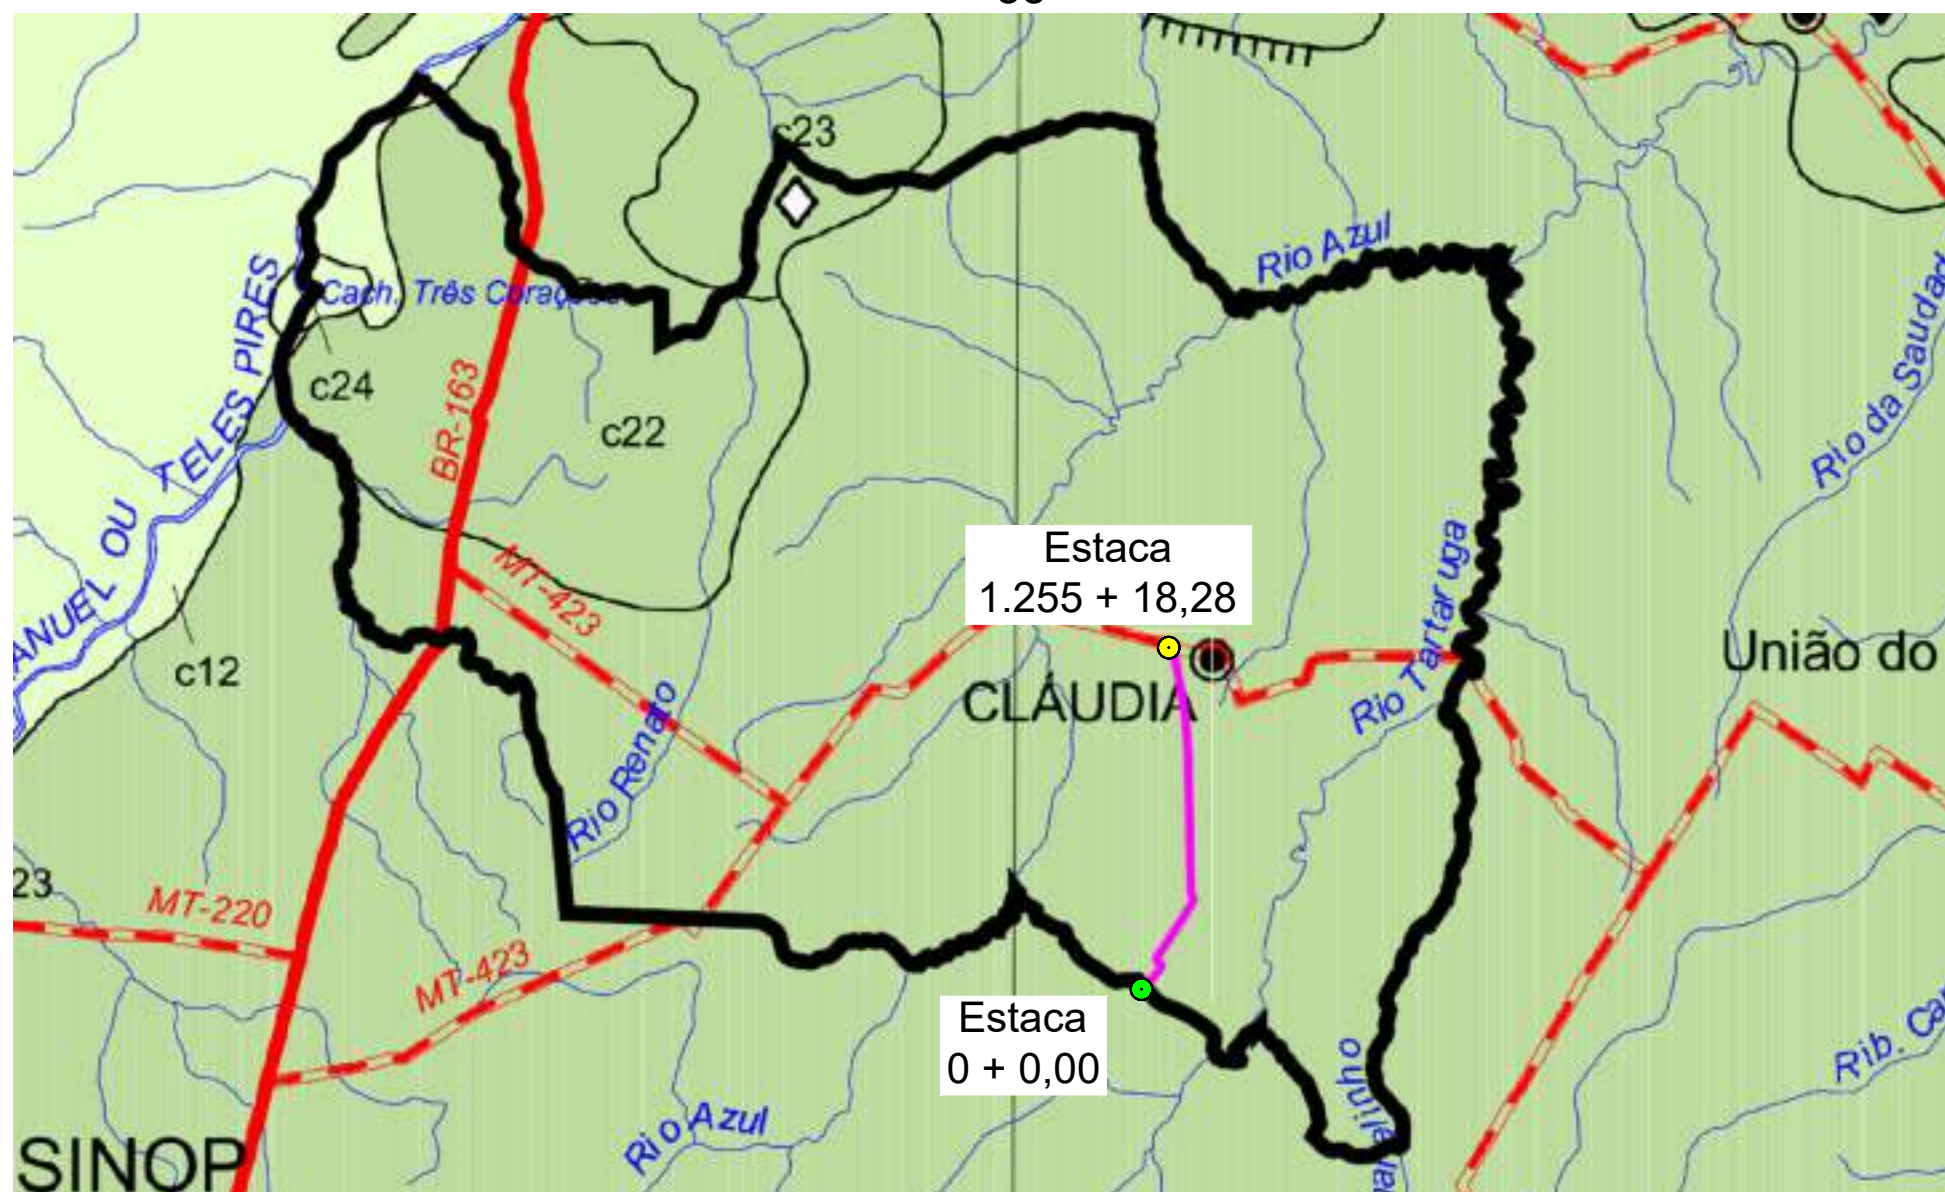 c23
Rio Azul
Cach. Três Corações
MANUEL OU TELES PIRES
c24
BR-163
c22
Rio da Saudade
Estaca
1.255 + 18,28
MT-423
Rio Tartaruga
União do
c12
CLÁUDIA
Rio Renato
23
MT-220
MT-423
Estaca
0 + 0,00
Rib.
Rio Azul
SINOP